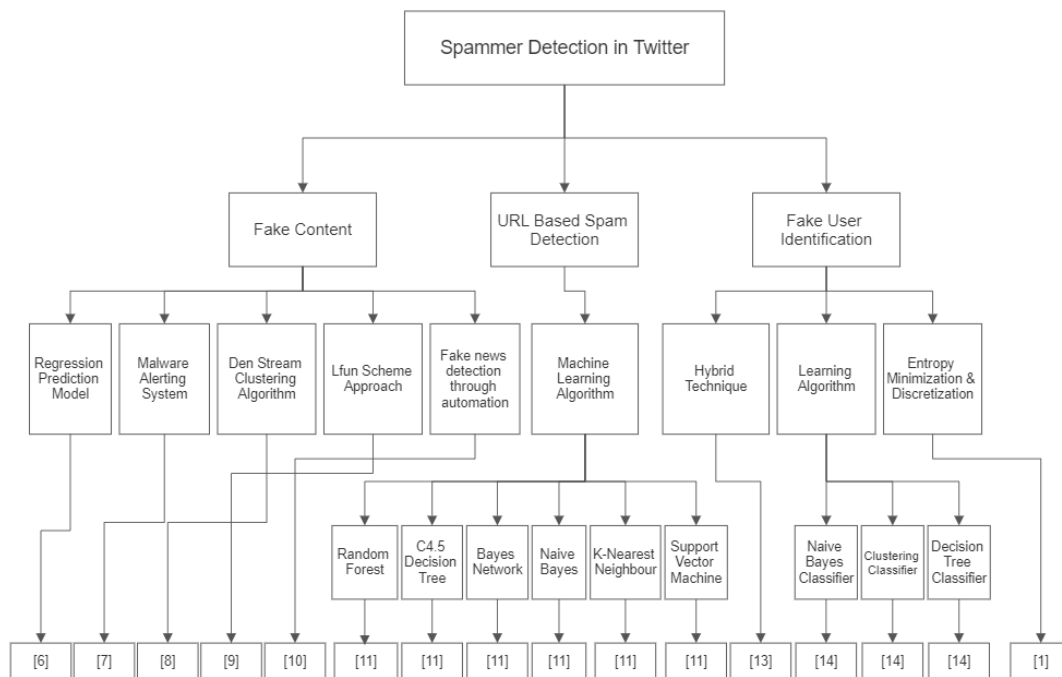 Spammer Detection in Twitter
Fake Content
URL Based Spam
Detection
Fake User
Identification
Regression
Prediction
Model
Malware
Alerting
System
Den Stream
Clustering
Algorithm
Lfun Scheme
Approach
Fake news
detection
through
automation
Machine
Learning
Algorithm
Hybrid
Technique
Learning
Algorithm
Entropy
Minimization &
Discretization
Random
Forest
C4.5
Decision
Tree
Bayes
Network
Naive
Bayes
K-Nearest
Neighbour
Support
Vector
Machine
Naive
Bayes
Classifier
Clustering
Classifier
Decision
Tree
Classifier
[6]
[7]
[8]
[9]
[10]
[11]
[11]
[11]
[11]
[11]
[11]
[13]
[14]
[14]
[14]
[1]